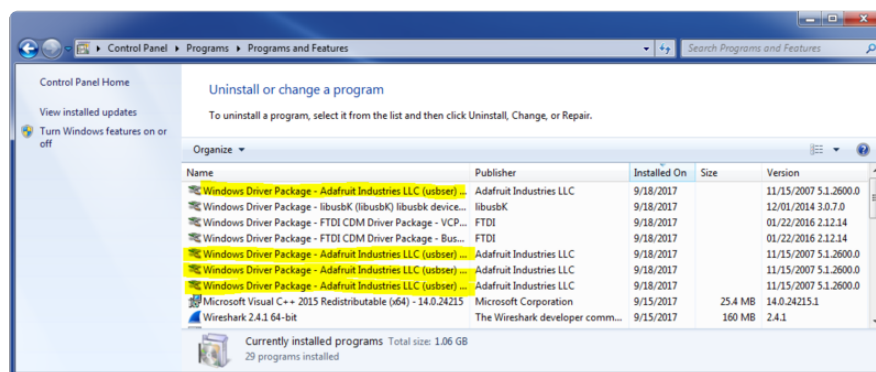 Control Panel ▸ Programs ▸ Programs and Features
Search Programs and Features
Control Panel Home
View installed updates
Turn Windows features on or
off
Uninstall or change a program
To uninstall a program, select it from the list and then click Uninstall, Change, or Repair.
Organize
Name Publisher Installed On Size Version
Windows Driver Package - Adafruit Industries LLC (usbser) ... Adafruit Industries LLC 9/18/2017 11/15/2007 5.1.2600.0
Windows Driver Package - libusbK (libusbK) libusbk device... libusbK 9/18/2017 12/01/2014 3.0.7.0
Windows Driver Package - FTDI CDM Driver Package - VCP... FTDI 9/18/2017 01/22/2016 2.12.14
Windows Driver Package - FTDI CDM Driver Package - Bus... FTDI 9/18/2017 01/22/2016 2.12.14
Windows Driver Package - Adafruit Industries LLC (usbser) ... Adafruit Industries LLC 9/18/2017 11/15/2007 5.1.2600.0
Windows Driver Package - Adafruit Industries LLC (usbser) ... Adafruit Industries LLC 9/18/2017 11/15/2007 5.1.2600.0
Windows Driver Package - Adafruit Industries LLC (usbser) ... Adafruit Industries LLC 9/18/2017 11/15/2007 5.1.2600.0
Microsoft Visual C++ 2015 Redistributable (x64) - 14.0.24215 Microsoft Corporation 9/15/2017 25.4 MB 14.0.24215.1
Wireshark 2.4.1 64-bit The Wireshark developer comm... 9/15/2017 160 MB 2.4.1
Currently installed programs Total size: 1.06 GB
29 programs installed